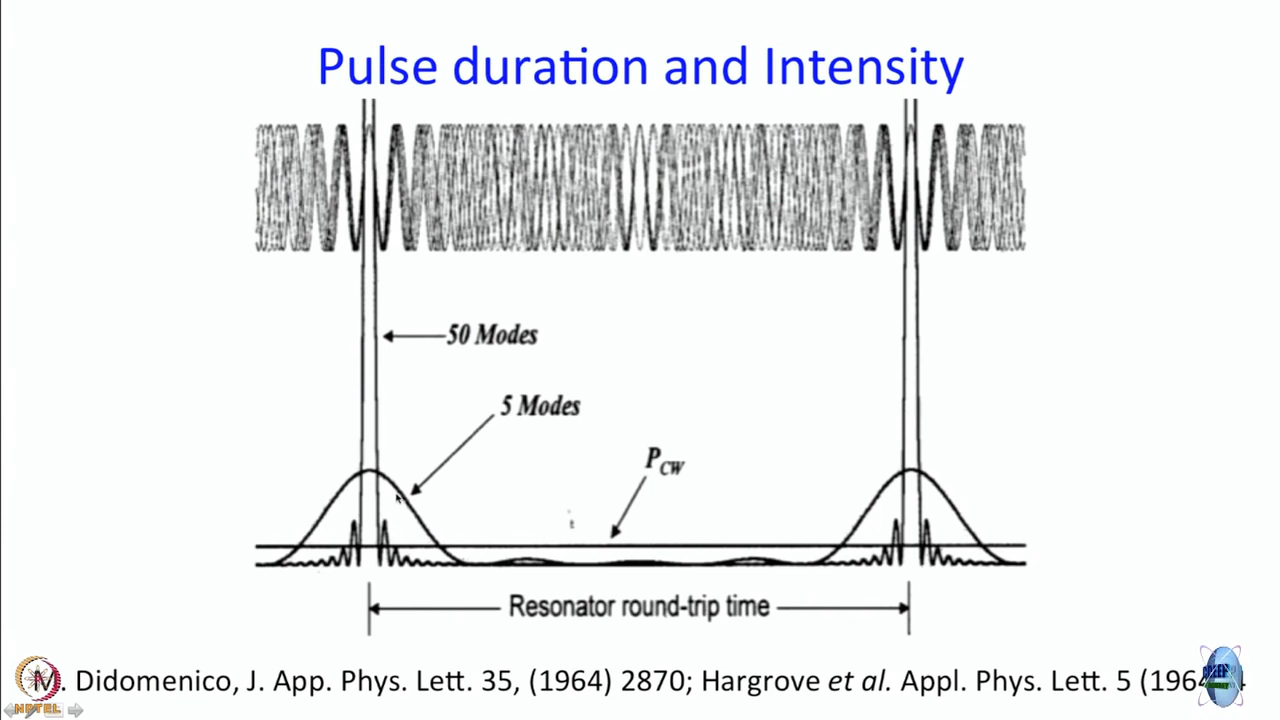 Pulse duration and Intensity
50 Modes
5 Modes
P_CW
t
Resonator round-trip time
M. Didomenico, J. App. Phys. Lett. 35, (1964) 2870; Hargrove et al. Appl. Phys. Lett. 5 (1964
NPTEL